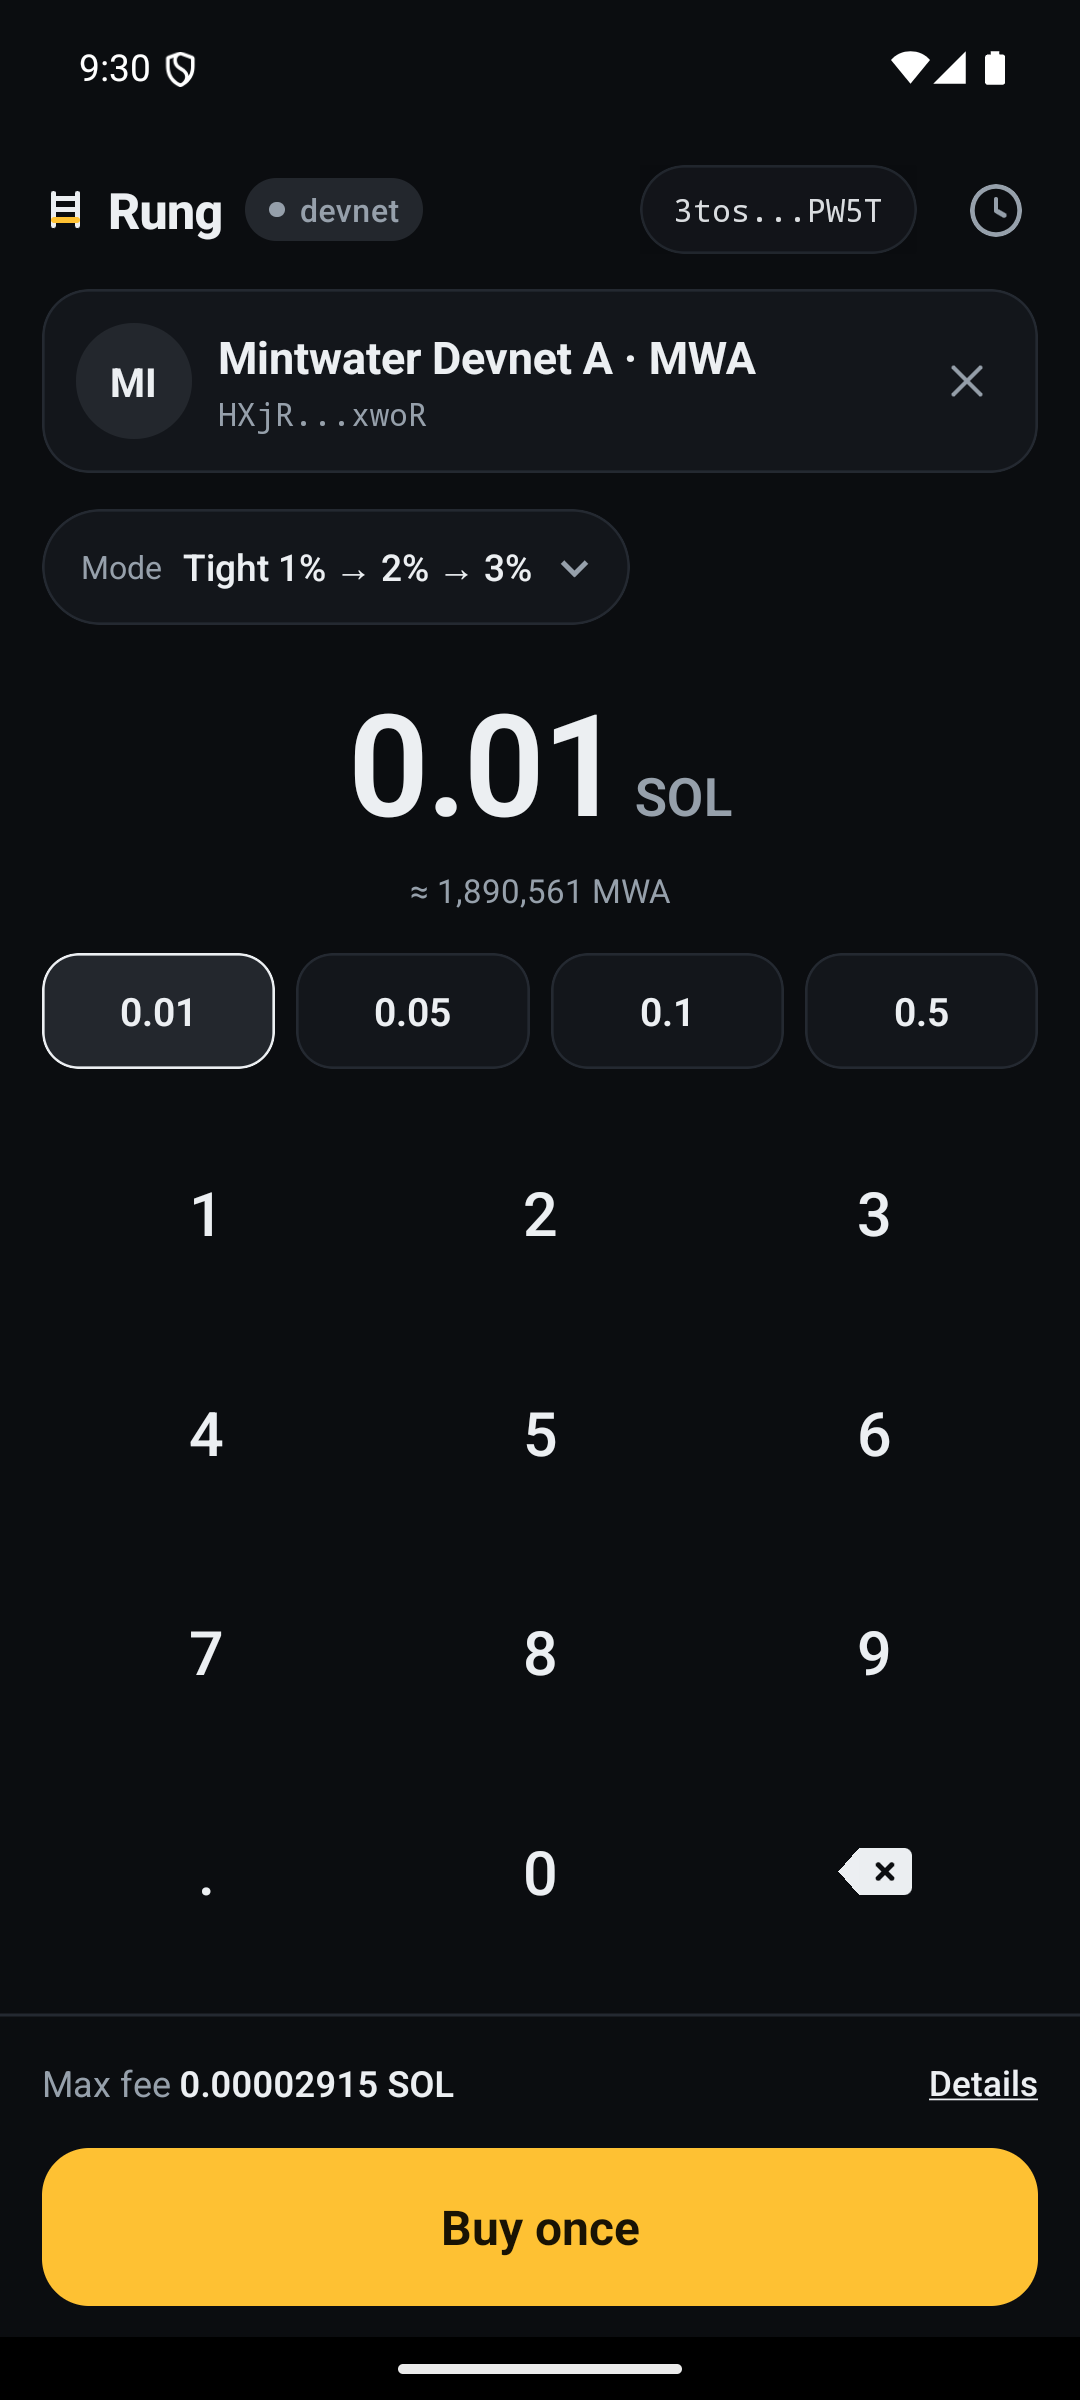 9:30
Rung
devnet
3tos...PW5T
MI
Mintwater Devnet A · MWA
HXjR...xwoR
Mode Tight 1% → 2% → 3%
0.01 SOL
≈ 1,890,561 MWA
0.01 0.05 0.1 0.5
1 2 3
4 5 6
7 8 9
. 0
Max fee 0.00002915 SOL
Details
Buy once